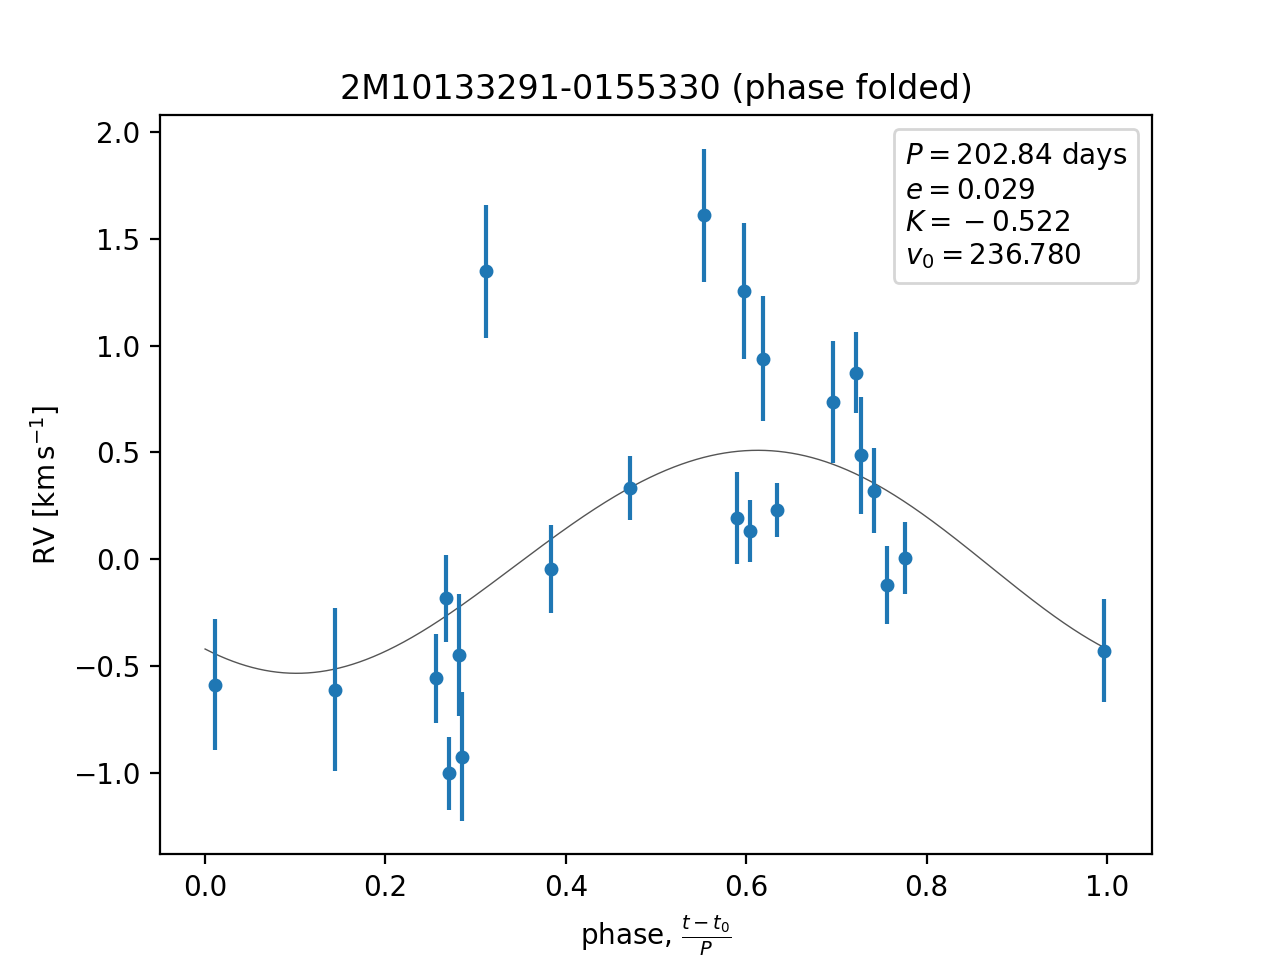 2M10133291-0155330 (phase folded)
P = 202.84 days
e = 0.029
K = −0.522
v₀ = 236.780
2.0
1.5
1.0
0.5
0.0
−0.5
−1.0
RV [km s⁻¹]
0.0 0.2 0.4 0.6 0.8 1.0
phase, (t − t₀)/P